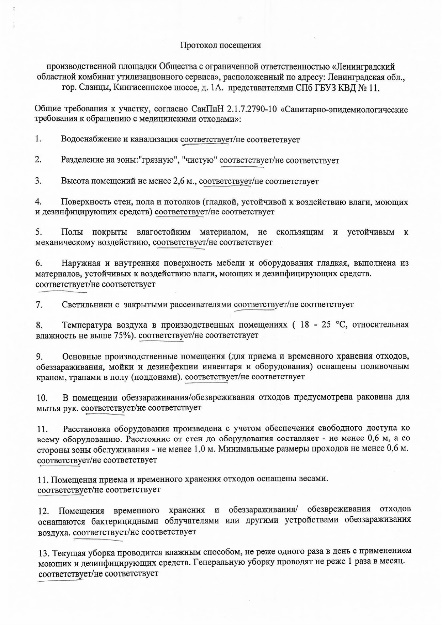 Протокол посещения
производственной площадки Общества с ограниченной ответственностью «Ленинградский
областной комбинат утилизационного сервиса», расположенный по адресу: Ленинградская обл.,
гор. Сланцы, Кингисеппское шоссе, д. 1А. представителями СПб ГБУЗ КВД № 11.
Общие требования к участку, согласно СанПиН 2.1.7.2790-10 «Санитарно-эпидемиологические
требования к обращению с медицинскими отходами»:
1. Водоснабжение и канализация соответствует/не соответствует
2. Разделение на зоны:"грязную", "чистую" соответствует/не соответствует
3. Высота помещений не менее 2,6 м., соответствует/не соответствует
4. Поверхность стен, пола и потолков (гладкой, устойчивой к воздействию влаги, моющих
и дезинфицирующих средств) соответствует/не соответствует
5. Полы покрыты влагостойким материалом, не скользящим и устойчивым к
механическому воздействию, соответствует/не соответствует
6. Наружная и внутренняя поверхность мебели и оборудования гладкая, выполнена из
материалов, устойчивых к воздействию влаги, моющих и дезинфицирующих средств.
соответствует/не соответствует
7. Светильники с закрытыми рассеивателями соответствует/не соответствует
8. Температура воздуха в производственных помещениях ( 18 - 25 °С, относительная
влажность не выше 75%). соответствует/не соответствует
9. Основные производственные помещения (для приема и временного хранения отходов,
обеззараживания, мойки и дезинфекции инвентаря и оборудования) оснащены поливочным
краном, трапами в полу (поддонами). соответствует/не соответствует
10. В помещении обеззараживания/обезвреживания отходов предусмотрена раковина для
мытья рук. соответствует/не соответствует
11. Расстановка оборудования произведена с учетом обеспечения свободного доступа ко
всему оборудованию. Расстояние от стен до оборудования составляет - не менее 0,6 м, а со
стороны зоны обслуживания - не менее 1,0 м. Минимальные размеры проходов не менее 0,6 м.
соответствует/не соответствует
11. Помещения приема и временного хранения отходов оснащены весами.
соответствует/не соответствует
12. Помещения временного хранения и обеззараживания/ обезвреживания отходов
оснащаются бактерицидными облучателями или другими устройствами обеззараживания
воздуха. соответствует/не соответствует
13. Текущая уборка проводится влажным способом, не реже одного раза в день с применением
моющих и дезинфицирующих средств. Генеральную уборку проводят не реже 1 раза в месяц.
соответствует/не соответствует